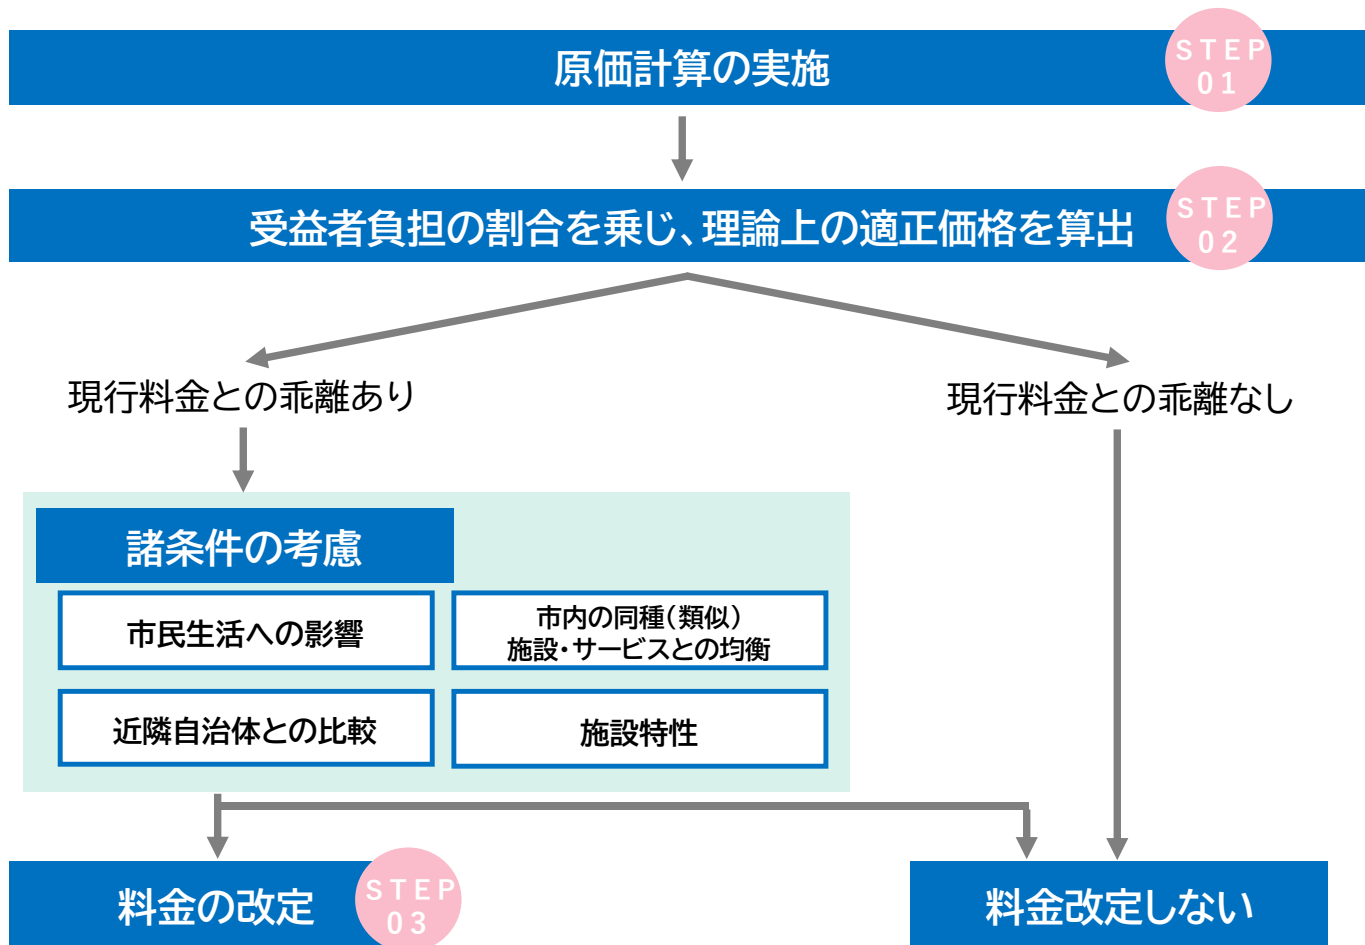 原価計算の実施
STEP
01
受益者負担の割合を乗じ、理論上の適正価格を算出
STEP
02
現行料金との乖離あり
現行料金との乖離なし
諸条件の考慮
市民生活への影響
市内の同種(類似)
施設・サービスとの均衡
近隣自治体との比較
施設特性
料金の改定
STEP
03
料金改定しない